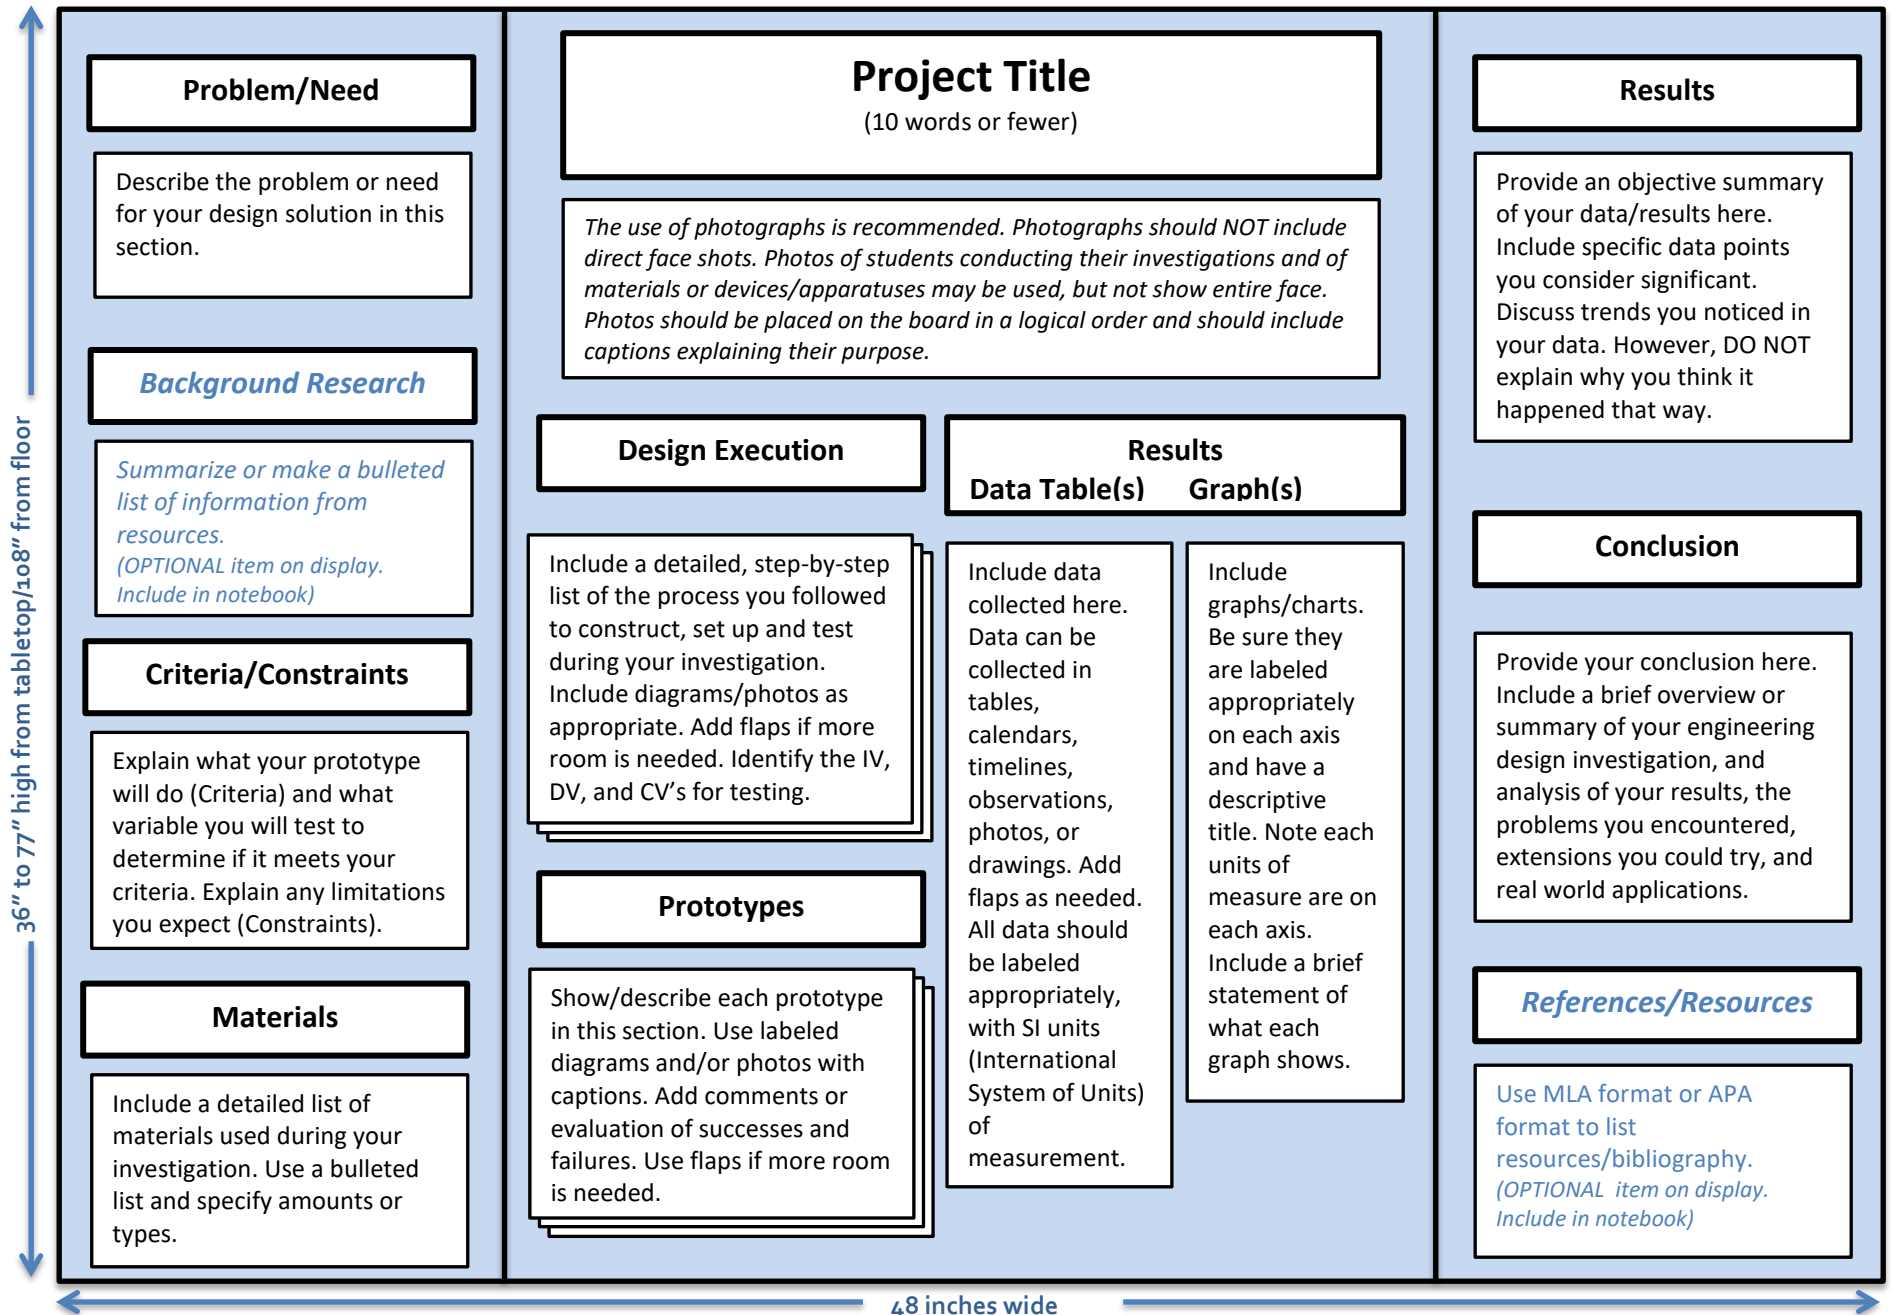 36” to 77” high from tabletop/108” from floor
Problem/Need
Describe the problem or need
for your design solution in this
section.
Background Research
Summarize or make a bulleted
list of information from
resources.
(OPTIONAL item on display.
Include in notebook)
Criteria/Constraints
Explain what your prototype
will do (Criteria) and what
variable you will test to
determine if it meets your
criteria. Explain any limitations
you expect (Constraints).
Materials
Include a detailed list of
materials used during your
investigation. Use a bulleted
list and specify amounts or
types.
Project Title
(10 words or fewer)
The use of photographs is recommended. Photographs should NOT include
direct face shots. Photos of students conducting their investigations and of
materials or devices/apparatuses may be used, but not show entire face.
Photos should be placed on the board in a logical order and should include
captions explaining their purpose.
Design Execution
Include a detailed, step-by-step
list of the process you followed
to construct, set up and test
during your investigation.
Include diagrams/photos as
appropriate. Add flaps if more
room is needed. Identify the IV,
DV, and CV’s for testing.
Prototypes
Show/describe each prototype
in this section. Use labeled
diagrams and/or photos with
captions. Add comments or
evaluation of successes and
failures. Use flaps if more room
is needed.
Results
Data Table(s) Graph(s)
Include data
collected here.
Data can be
collected in
tables,
calendars,
timelines,
observations,
photos, or
drawings. Add
flaps as needed.
All data should
be labeled
appropriately,
with SI units
(International
System of Units)
of
measurement.
Include
graphs/charts.
Be sure they
are labeled
appropriately
on each axis
and have a
descriptive
title. Note each
units of
measure are on
each axis.
Include a brief
statement of
what each
graph shows.
Results
Provide an objective summary
of your data/results here.
Include specific data points
you consider significant.
Discuss trends you noticed in
your data. However, DO NOT
explain why you think it
happened that way.
Conclusion
Provide your conclusion here.
Include a brief overview or
summary of your engineering
design investigation, and
analysis of your results, the
problems you encountered,
extensions you could try, and
real world applications.
References/Resources
Use MLA format or APA
format to list
resources/bibliography.
(OPTIONAL item on display.
Include in notebook)
48 inches wide